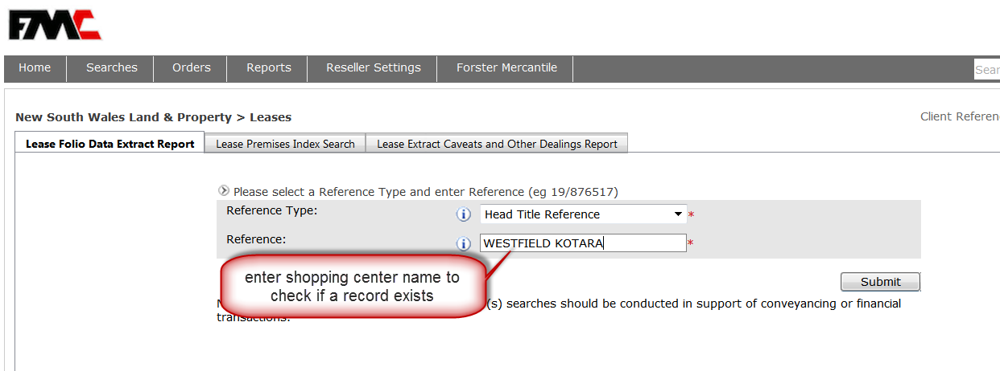 FMC
Home Searches Orders Reports Reseller Settings Forster Mercantile Sear
New South Wales Land & Property > Leases Client Referen
Lease Folio Data Extract Report Lease Premises Index Search Lease Extract Caveats and Other Dealings Report
Please select a Reference Type and enter Reference (eg 19/876517)
Reference Type: i Head Title Reference *
Reference: i WESTFIELD KOTARA *
enter shopping center name to
check if a record exists
Submit
(s) searches should be conducted in support of conveyancing or financial
transactions.